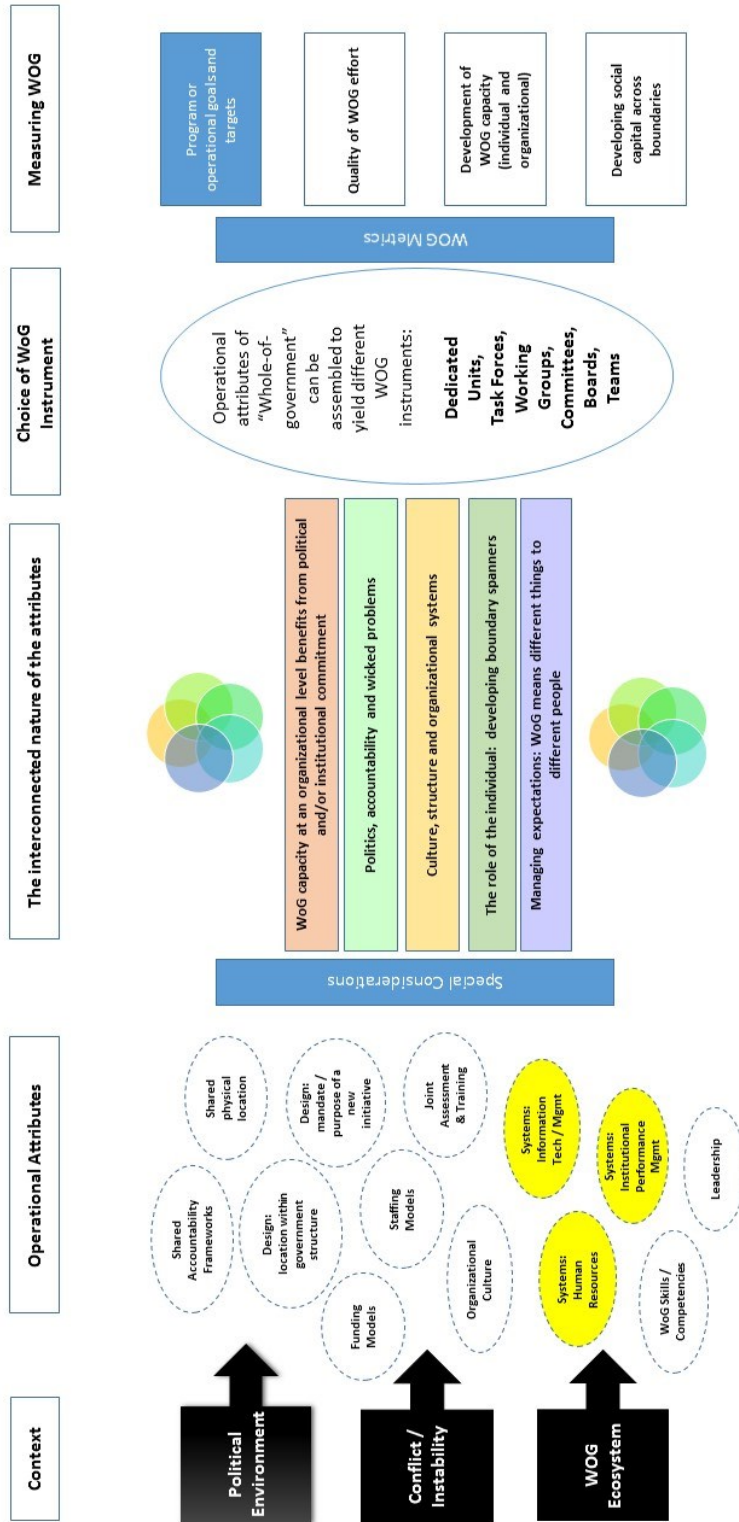 Context
Operational Attributes
The interconnected nature of the attributes
Choice of WoG
Instrument
Measuring WOG
Political
Environment
Conflict /
Instability
WOG
Ecosystem
Shared
Accountability
Frameworks
Shared
physical
location
Design:
location within
government
structure
Design:
mandate /
purpose of a
new
initiative
Funding
Models
Staffing
Models
Joint
Assessment
& Training
Organizational
Culture
Systems:
Information
Tech / Mgmt
Systems:
Human
Resources
Systems:
Institutional
Performance
Mgmt
WoG Skills /
Competencies
Leadership
Special Considerations
WoG capacity at an organizational level benefits from political
and/or institutional commitment
Politics, accountability and wicked problems
Culture, structure and organizational systems
The role of the individual: developing boundary spanners
Managing expectations: WoG means different things to
different people
Operational
attributes of
“Whole-of-
government”
can be
assembled to
yield different
WOG
instruments:
Dedicated
Units,
Task Forces,
Working
Groups,
Committees,
Boards,
Teams
WOG Metrics
Program or
operational goals and
targets
Quality of WOG effort
Development of
WOG capacity
(individual and
organizational)
Developing social
capital across
boundaries